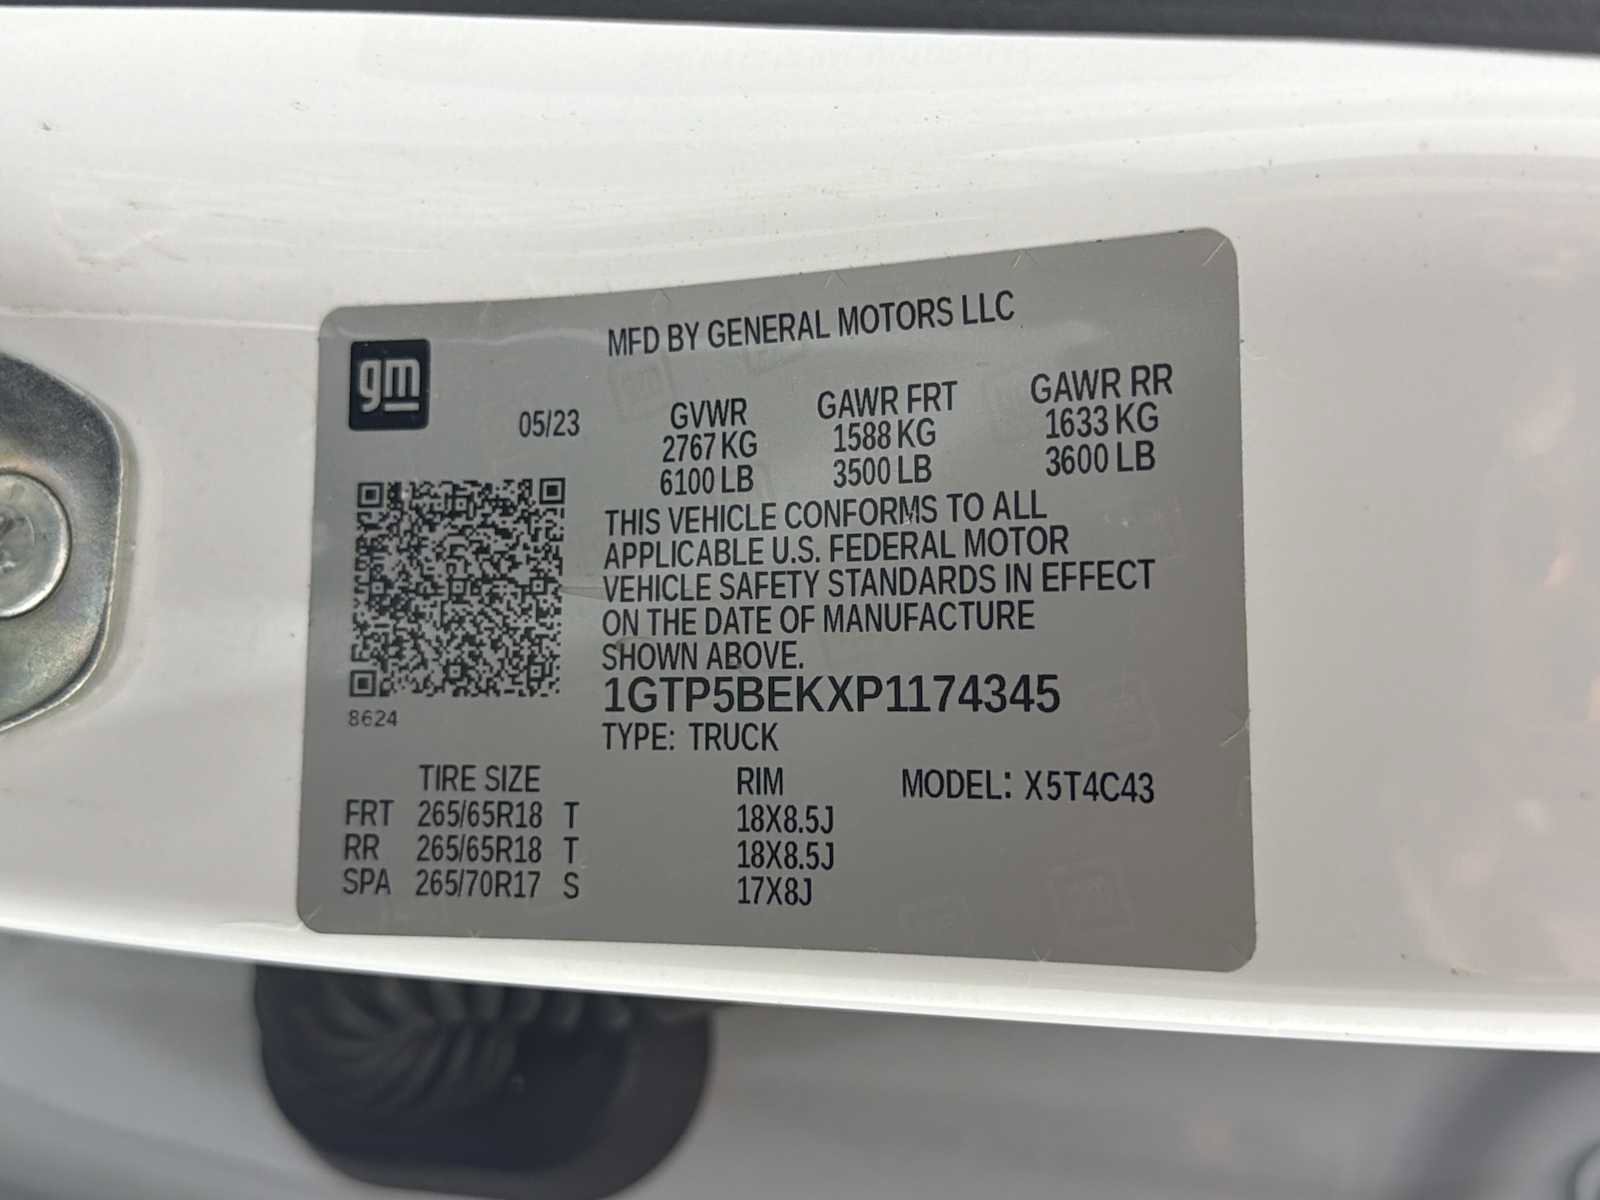 MFD BY GENERAL MOTORS LLC
gm
05/23
GVWR GAWR FRT GAWR RR
2767 KG 1588 KG 1633 KG
6100 LB 3500 LB 3600 LB
THIS VEHICLE CONFORMS TO ALL
APPLICABLE U.S. FEDERAL MOTOR
VEHICLE SAFETY STANDARDS IN EFFECT
ON THE DATE OF MANUFACTURE
SHOWN ABOVE.
1GTP5BEKXP1174345
8624
TYPE: TRUCK
TIRE SIZE RIM MODEL: X5T4C43
FRT 265/65R18 T 18X8.5J
RR 265/65R18 T 18X8.5J
SPA 265/70R17 S 17X8J